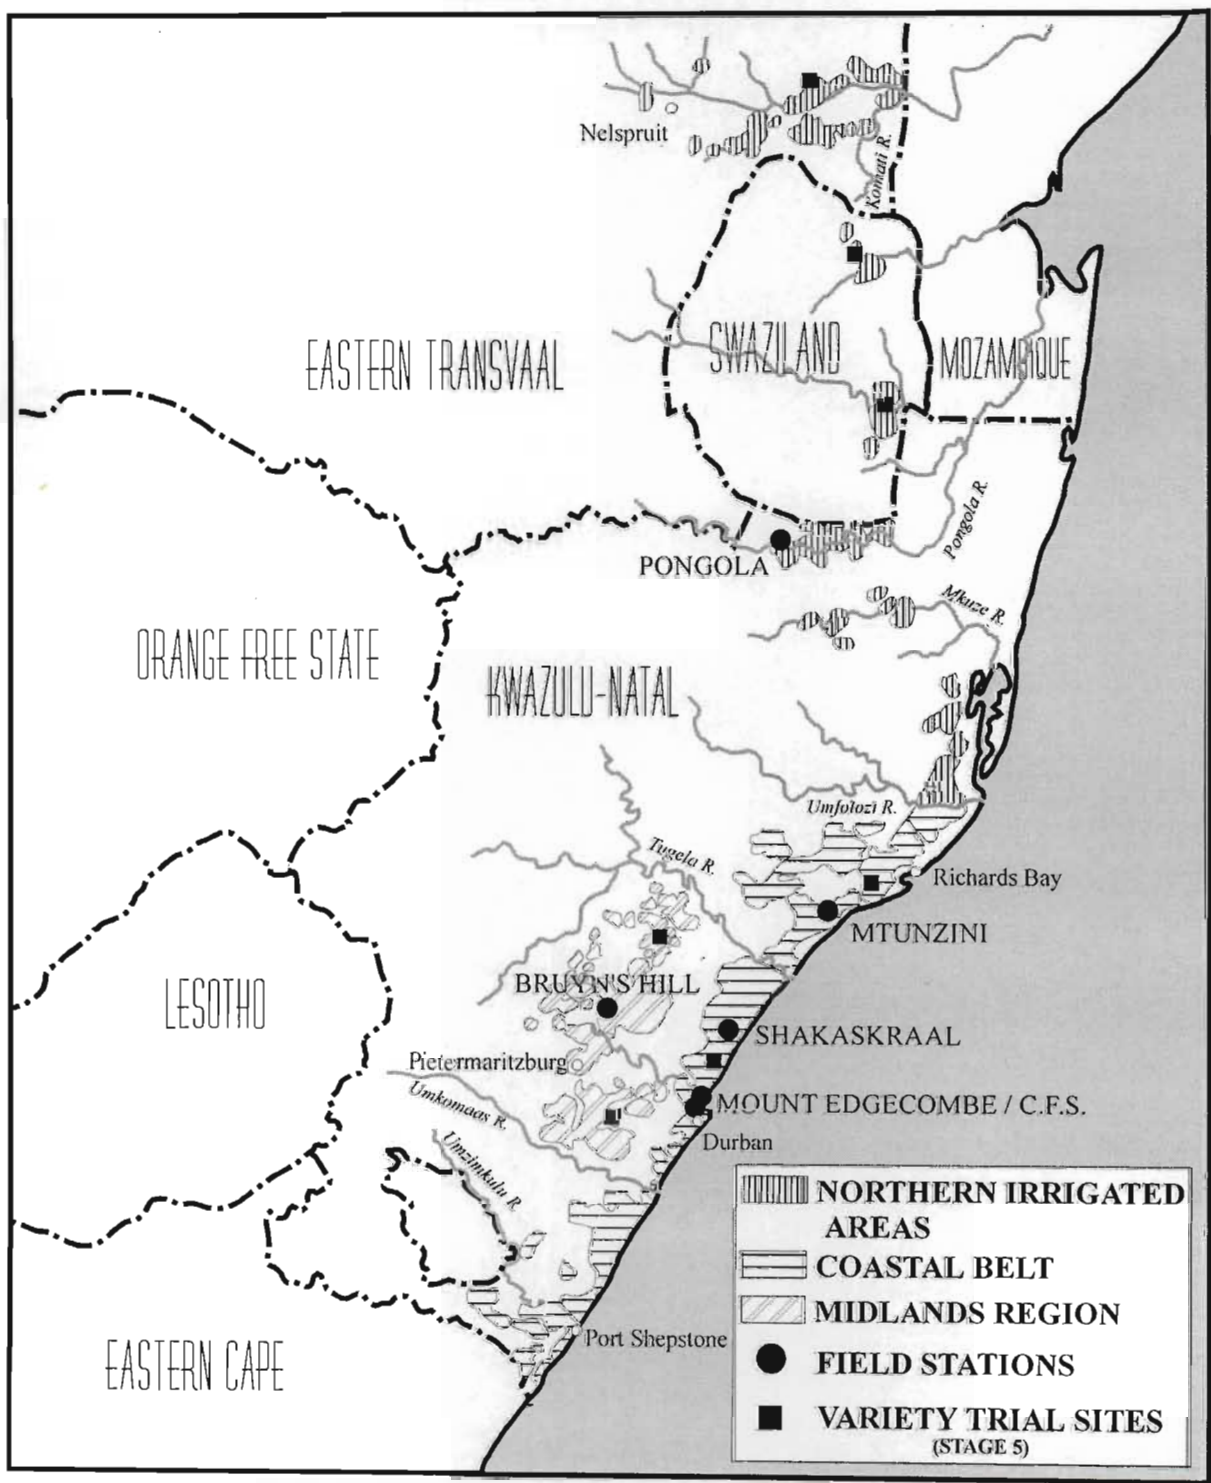 Nelspruit
Komati R.
SWAZILAND
MOZAMBIQUE
EASTERN TRANSVAAL
Pongola R.
PONGOLA
Mkuze R.
ORANGE FREE STATE
KWAZULU-NATAL
Umfolozi R.
Tugela R.
Richards Bay
MTUNZINI
BRUYN'S HILL
LESOTHO
SHAKASKRAAL
Pietermaritzburg
Umkomaas R.
MOUNT EDGECOMBE / C.F.S.
Durban
Umzimkulu R.
Port Shepstone
EASTERN CAPE
NORTHERN IRRIGATED
AREAS
COASTAL BELT
MIDLANDS REGION
FIELD STATIONS
VARIETY TRIAL SITES
(STAGE 5)